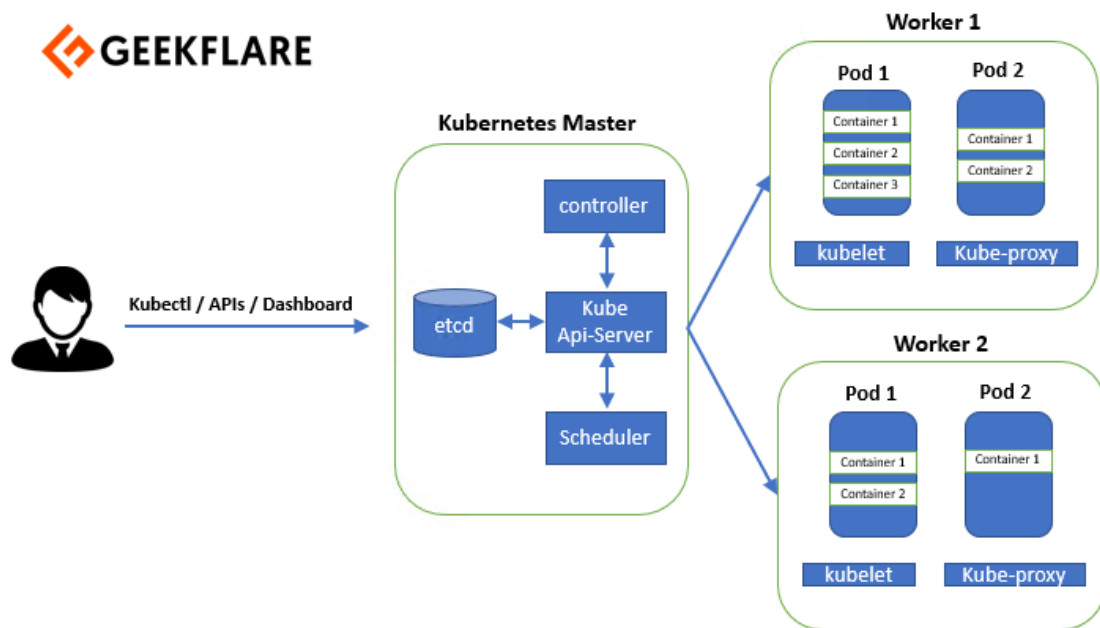 GEEKFLARE
Kubectl / APIs / Dashboard
Kubernetes Master
controller
etcd
Kube
Api-Server
Scheduler
Worker 1
Pod 1
Container 1
Container 2
Container 3
Pod 2
Container 1
Container 2
kubelet
Kube-proxy
Worker 2
Pod 1
Container 1
Container 2
Pod 2
Container 1
kubelet
Kube-proxy